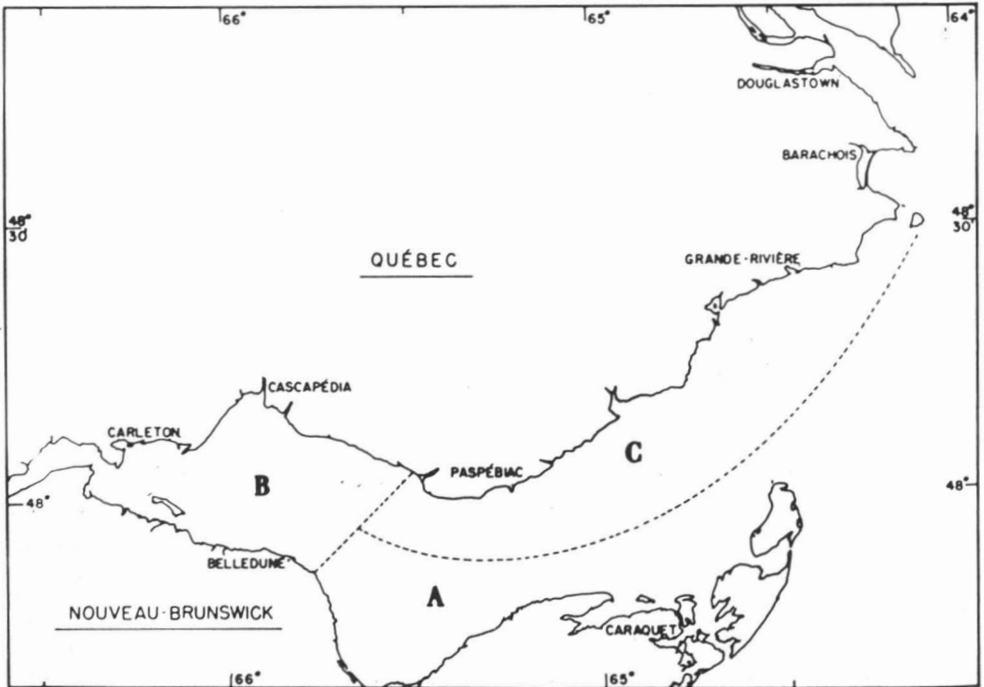 66°
65°
64°
DOUGLASTOWN
BARACHOIS
48°
30'
48°
30'
QUÉBEC
GRANDE-RIVIÈRE
CASCAPÉDIA
CARLETON
PASPÉBIAC
C
B
48°
48°
BELLEDUNE
A
NOUVEAU-BRUNSWICK
CARAQUET
66°
65°